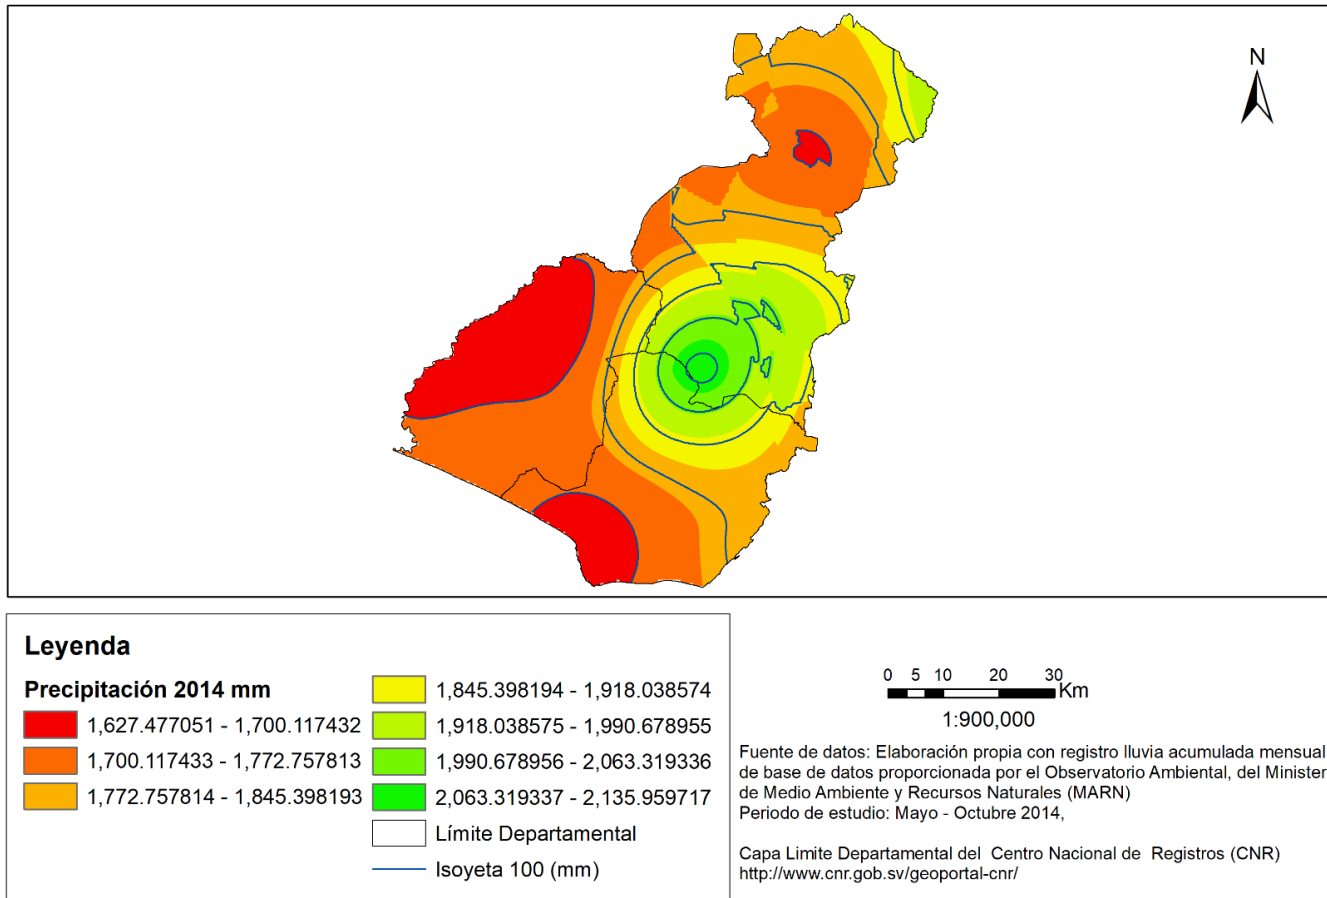 N
Leyenda
Precipitación 2014 mm
1,627.477051 - 1,700.117432
1,700.117433 - 1,772.757813
1,772.757814 - 1,845.398193
1,845.398194 - 1,918.038574
1,918.038575 - 1,990.678955
1,990.678956 - 2,063.319336
2,063.319337 - 2,135.959717
Límite Departamental
Isoyeta 100 (mm)
0 5 10 20 30
Km
1:900,000
Fuente de datos: Elaboración propia con registro lluvia acumulada mensual
de base de datos proporcionada por el Observatorio Ambiental, del Minister
de Medio Ambiente y Recursos Naturales (MARN)
Periodo de estudio: Mayo - Octubre 2014,
Capa Limite Departamental del Centro Nacional de Registros (CNR)
http://www.cnr.gob.sv/geoportal-cnr/